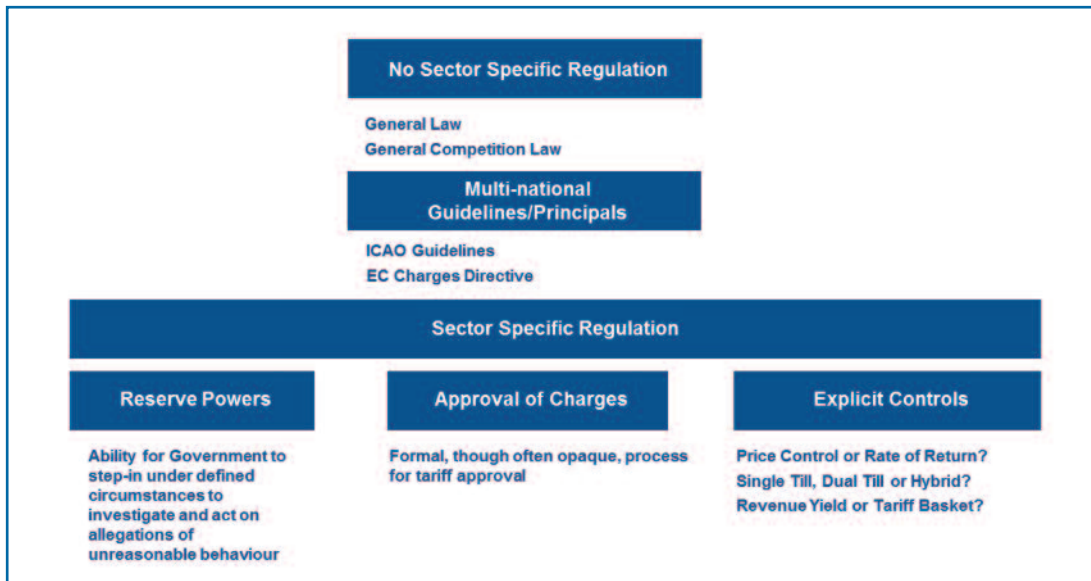 No Sector Specific Regulation
General Law
General Competition Law
Multi-national
Guidelines/Principals
ICAO Guidelines
EC Charges Directive
Sector Specific Regulation
Reserve Powers
Ability for Government to
step-in under defined
circumstances to
investigate and act on
allegations of
unreasonable behaviour
Approval of Charges
Formal, though often opaque, process
for tariff approval
Explicit Controls
Price Control or Rate of Return?
Single Till, Dual Till or Hybrid?
Revenue Yield or Tariff Basket?